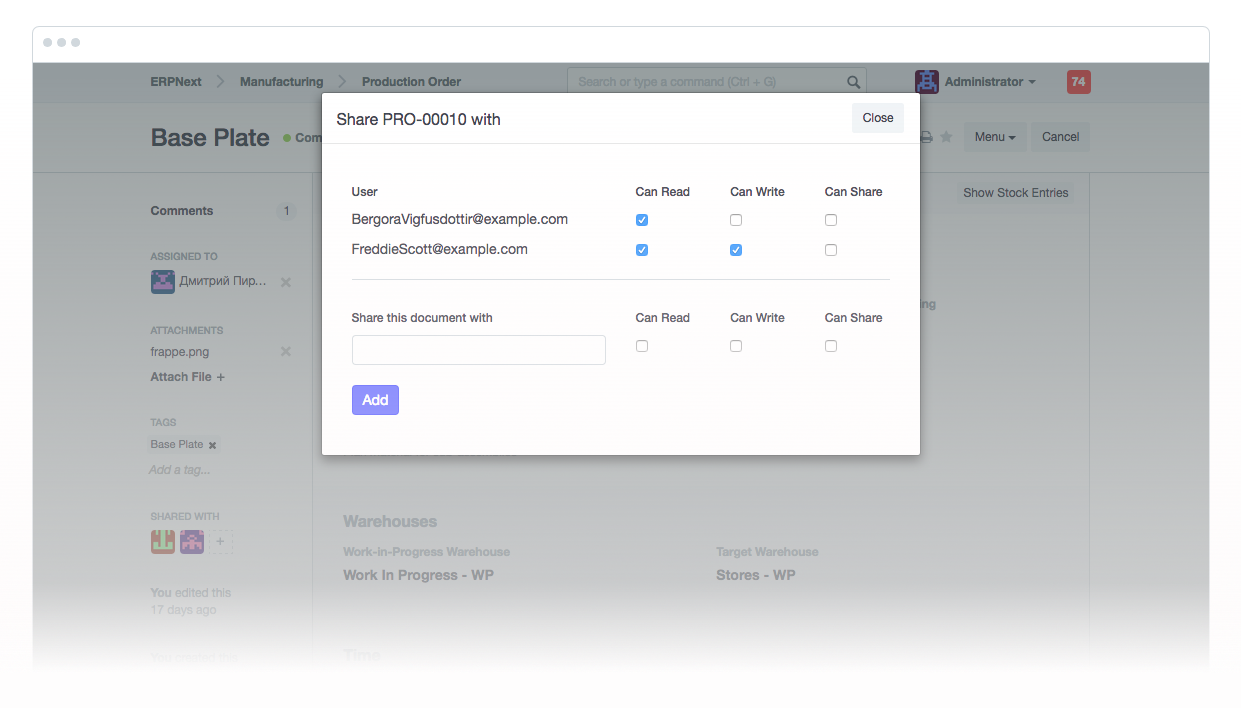 ERPNext Manufacturing Production Order Search or type a command (Ctrl + G) Administrator 74
Base Plate Com Menu Cancel
Share PRO-00010 with Close
User Can Read Can Write Can Share
BergoraVigfusdottir@example.com
FreddieScott@example.com
Share this document with Can Read Can Write Can Share
Add
Show Stock Entries
ing
Comments 1
ASSIGNED TO
Дмитрий Пир...
ATTACHMENTS
frappe.png
Attach File +
TAGS
Base Plate
Add a tag...
SHARED WITH
+
You edited this
17 days ago
Warehouses
Work-in-Progress Warehouse Target Warehouse
Work In Progress - WP Stores - WP
Time